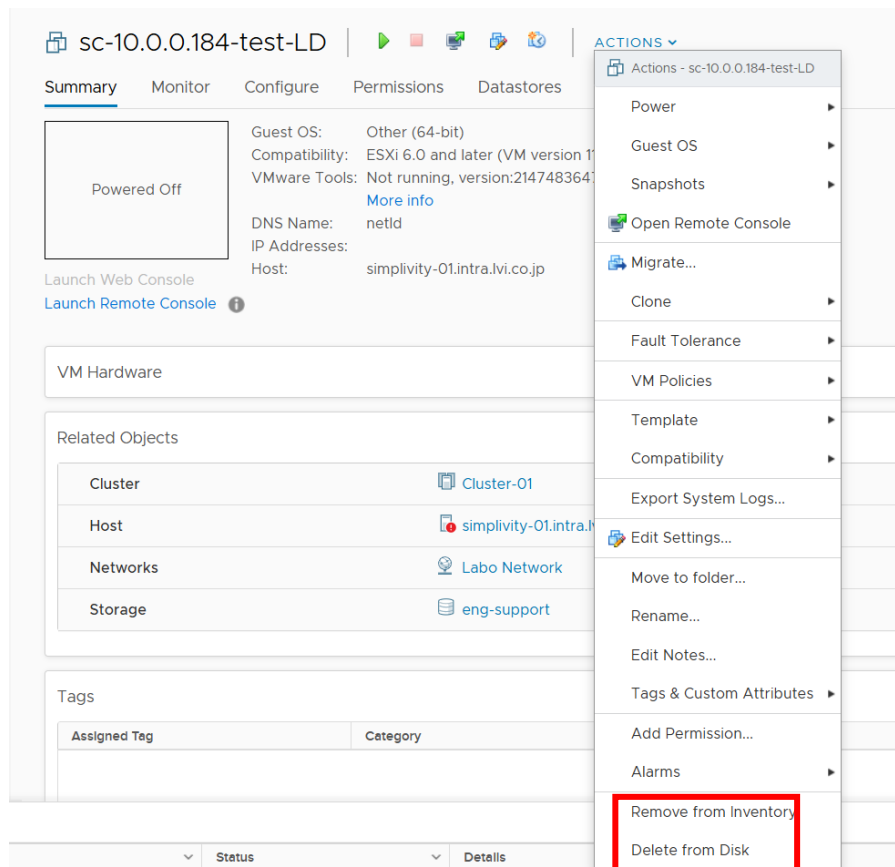 sc-10.0.0.184-test-LD
ACTIONS
Summary Monitor Configure Permissions Datastores
Powered Off
Guest OS: Other (64-bit)
Compatibility: ESXi 6.0 and later (VM version 1
VMware Tools: Not running, version:214748364
More info
DNS Name: netld
IP Addresses:
Host: simplivity-01.intra.lvi.co.jp
Launch Web Console
Launch Remote Console
VM Hardware
Related Objects
Cluster Cluster-01
Host simplivity-01.intra.l
Networks Labo Network
Storage eng-support
Tags
Assigned Tag Category
Status Details
Actions - sc-10.0.0.184-test-LD
Power
Guest OS
Snapshots
Open Remote Console
Migrate...
Clone
Fault Tolerance
VM Policies
Template
Compatibility
Export System Logs...
Edit Settings...
Move to folder...
Rename...
Edit Notes...
Tags & Custom Attributes
Add Permission...
Alarms
Remove from Inventory
Delete from Disk